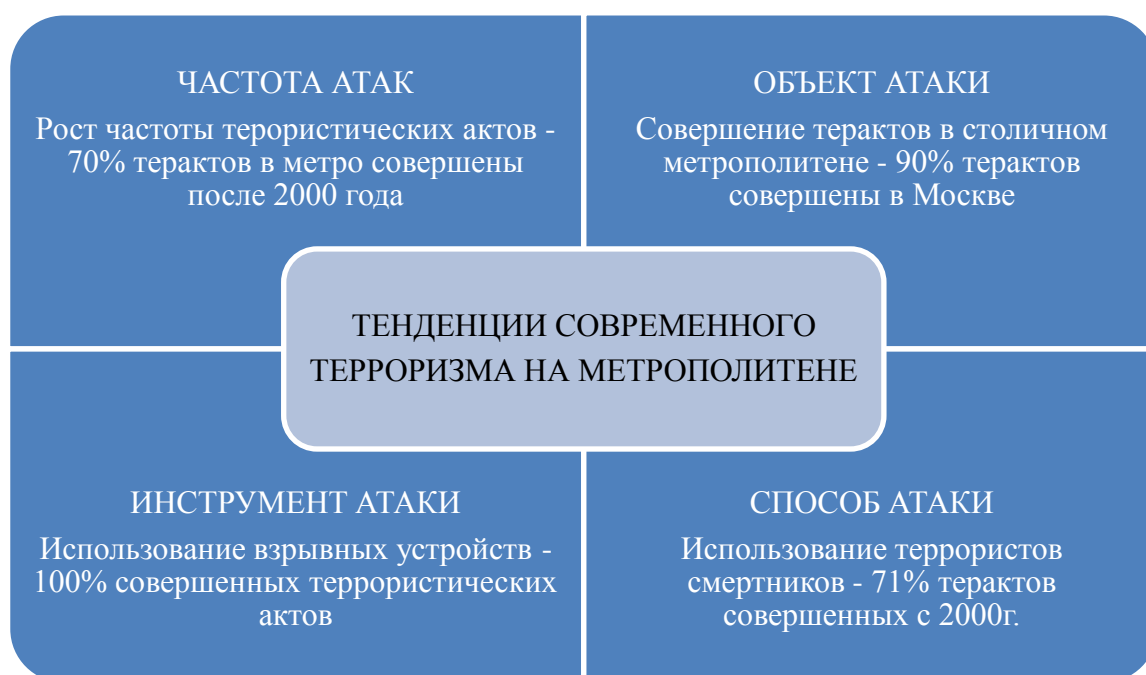 ЧАСТОТА АТАК
Рост частоты терористических актов -
70% терактов в метро совершены
после 2000 года
ОБЪЕКТ АТАКИ
Совершение терактов в столичном
метрополитене - 90% терактов
совершены в Москве
ТЕНДЕНЦИИ СОВРЕМЕННОГО
ТЕРРОРИЗМА НА МЕТРОПОЛИТЕНЕ
ИНСТРУМЕНТ АТАКИ
Использование взрывных устройств -
100% совершенных террористических
актов
СПОСОБ АТАКИ
Использование террористов
смертников - 71% терактов
совершенных с 2000г.